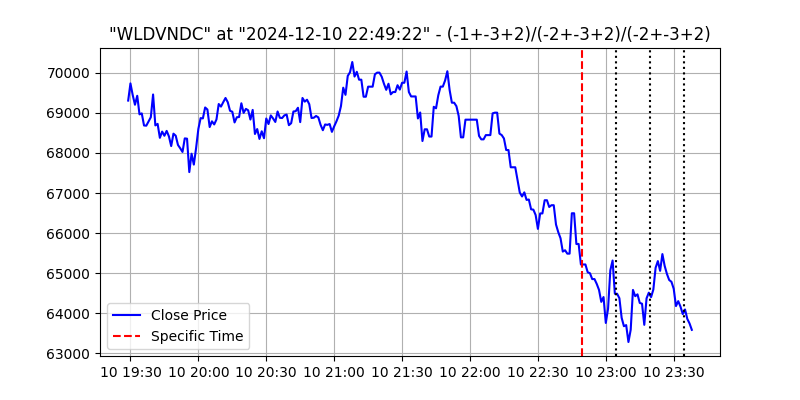 "WLDVNDC" at "2024-12-10 22:49:22" - (-1+-3+2)/(-2+-3+2)/(-2+-3+2)
70000
69000
68000
67000
66000
65000
64000
63000
Close Price
Specific Time
10 19:30 10 20:00 10 20:30 10 21:00 10 21:30 10 22:00 10 22:30 10 23:00 10 23:30